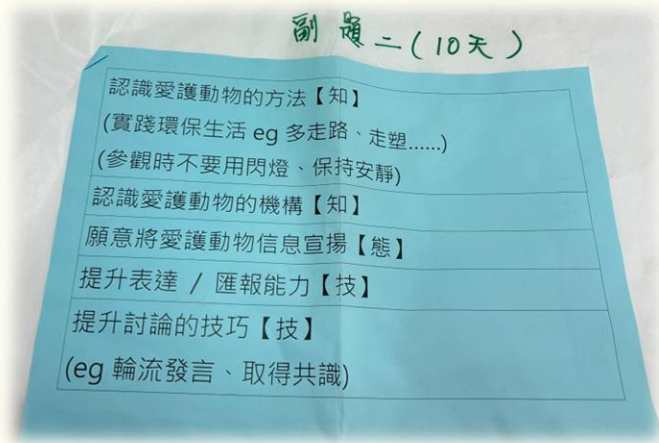 副題二(10天)
認識愛護動物的方法【知】
(實踐環保生活 eg 多走路、走塑......)
(參觀時不要用閃燈、保持安靜)
認識愛護動物的機構【知】
願意將愛護動物信息宣揚【態】
提升表達 / 匯報能力【技】
提升討論的技巧【技】
(eg 輪流發言、取得共識)